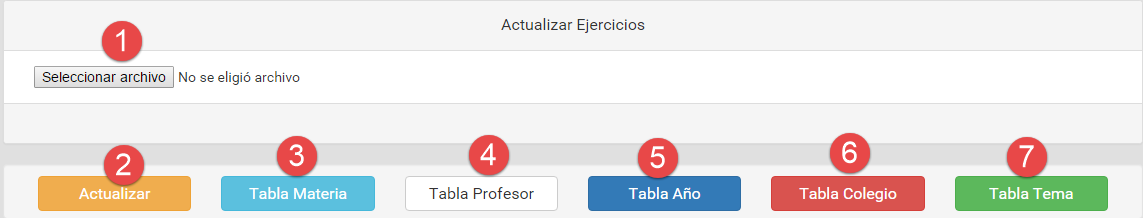 Actualizar Ejercicios
1
Seleccionar archivo No se eligió archivo
2 3 4 5 6 7
Actualizar Tabla Materia Tabla Profesor Tabla Año Tabla Colegio Tabla Tema